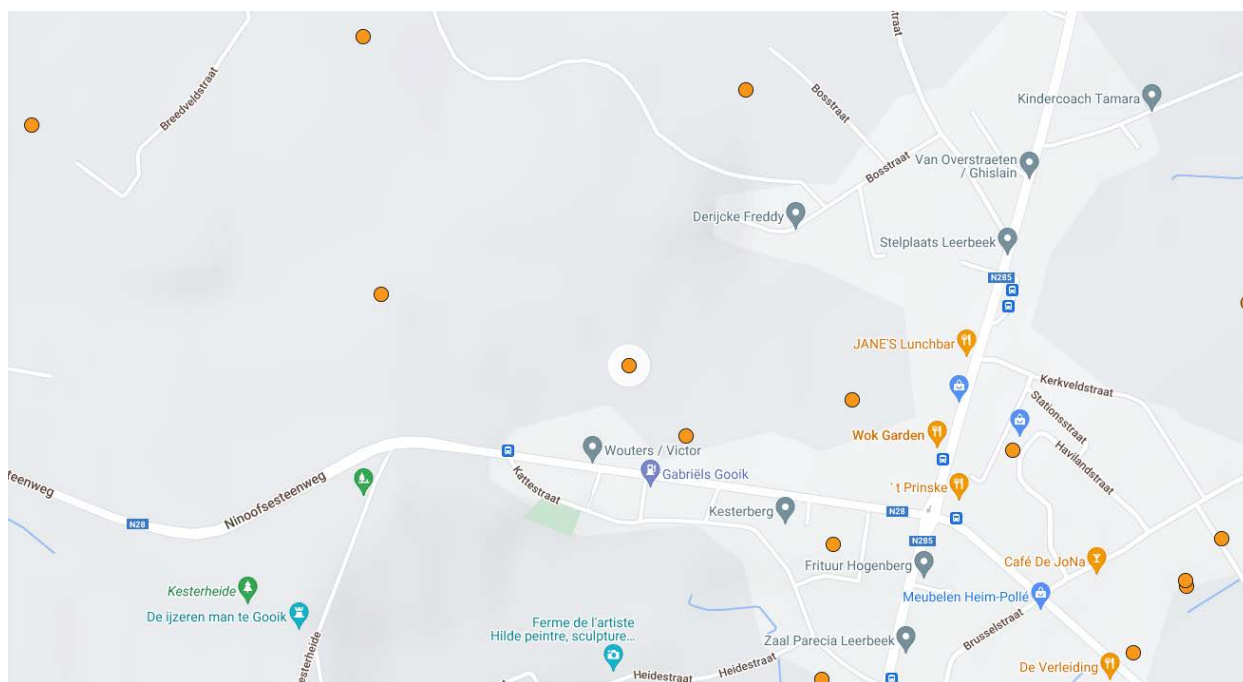 Breedveldstraat
Bosstraat
Kindercoach Tamara
Bosstraat
Van Overstraeten
/ Ghislain
Derijcke Freddy
Stelplaats Leerbeek
N285
JANE'S Lunchbar
Kerkveldstraat
Stationsstraat
Wok Garden
Havilandstraat
Wouters / Victor
Gabriëls Gooik
Kattestraat
't Prinske
esteenweg
Ninoofsesteenweg
N28
Kesterberg
N28
N285
Frituur Hogenberg
Café De JoNa
Kesterheide
De ijzeren man te Gooik
Meubelen Heim-Pollé
Ferme de l'artiste
Hilde peintre, sculpture...
Zaal Parecia Leerbeek
Brusselstraat
esterheide
Heidestraat
Heidestraat
De Verleiding